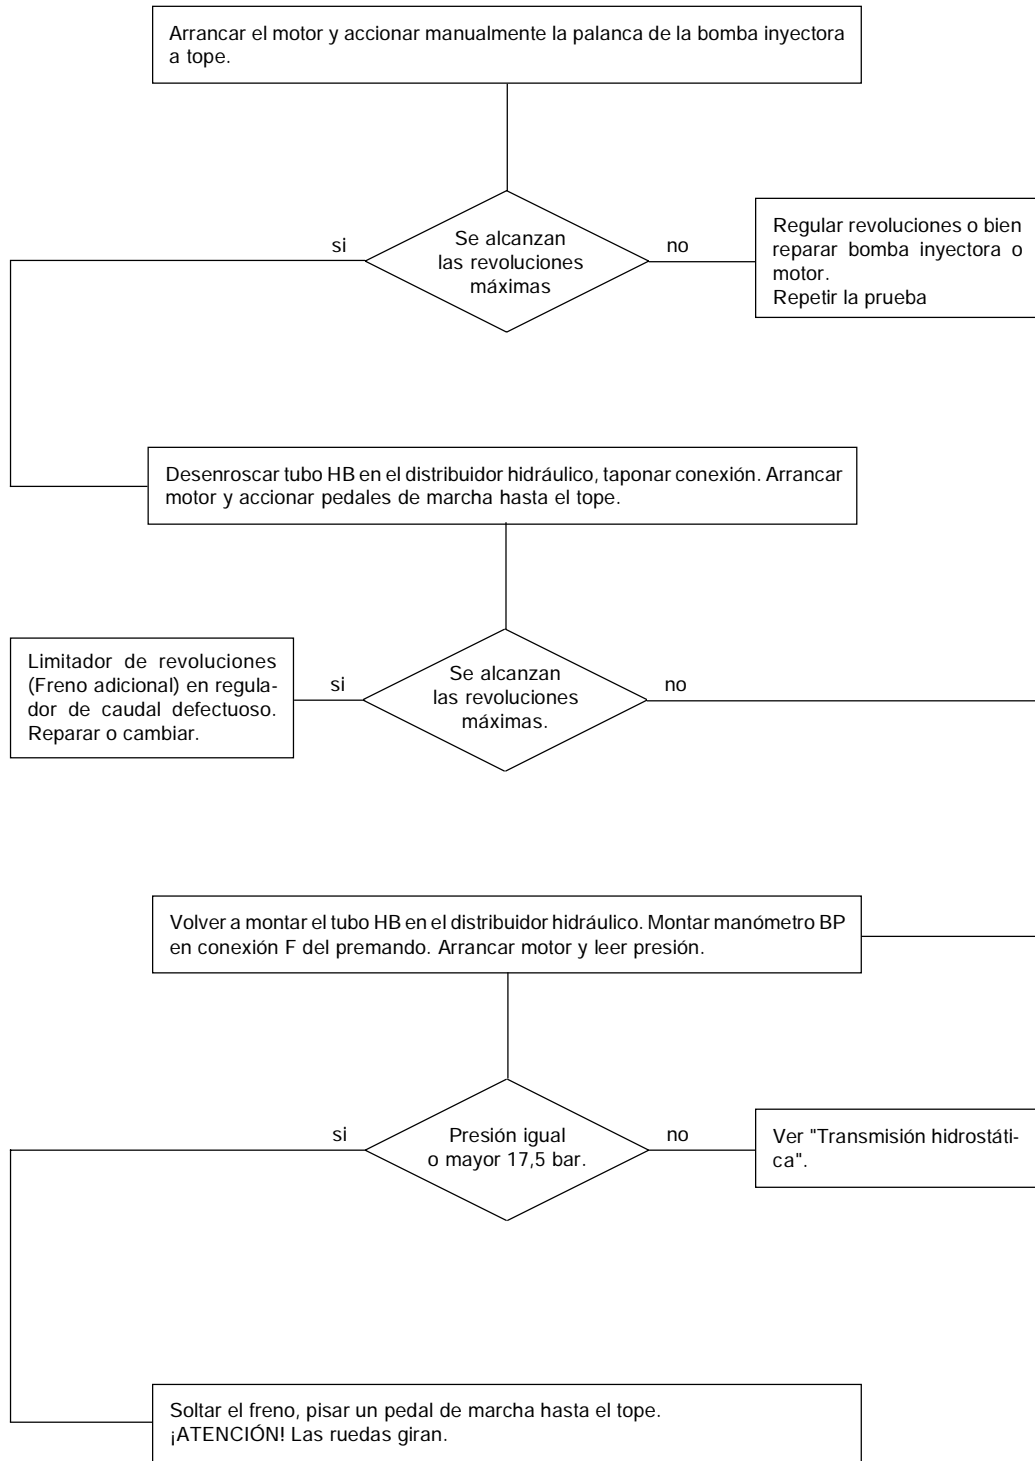 Arrancar el motor y accionar manualmente la palanca de la bomba inyectora
a tope.
si
Se alcanzan
las revoluciones
máximas
no
Regular revoluciones o bien
reparar bomba inyectora o
motor.
Repetir la prueba
Desenroscar tubo HB en el distribuidor hidráulico, taponar conexión. Arrancar
motor y accionar pedales de marcha hasta el tope.
Limitador de revoluciones
(Freno adicional) en regula-
dor de caudal defectuoso.
Reparar o cambiar.
si
Se alcanzan
las revoluciones
máximas.
no
Volver a montar el tubo HB en el distribuidor hidráulico. Montar manómetro BP
en conexión F del premando. Arrancar motor y leer presión.
si
Presión igual
o mayor 17,5 bar.
no
Ver "Transmisión hidrostáti-
ca".
Soltar el freno, pisar un pedal de marcha hasta el tope.
¡ATENCIÓN! Las ruedas giran.